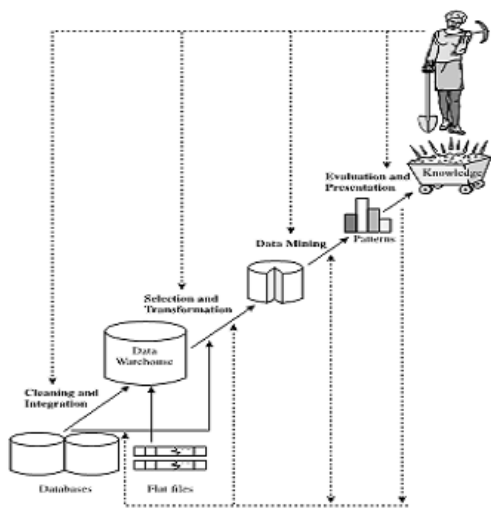 Evaluation and
Presentation
Knowledge
Patterns
Data Mining
Selection and
Transformation
Data
Warehouse
Cleaning and
Integration
Databases
Flat files